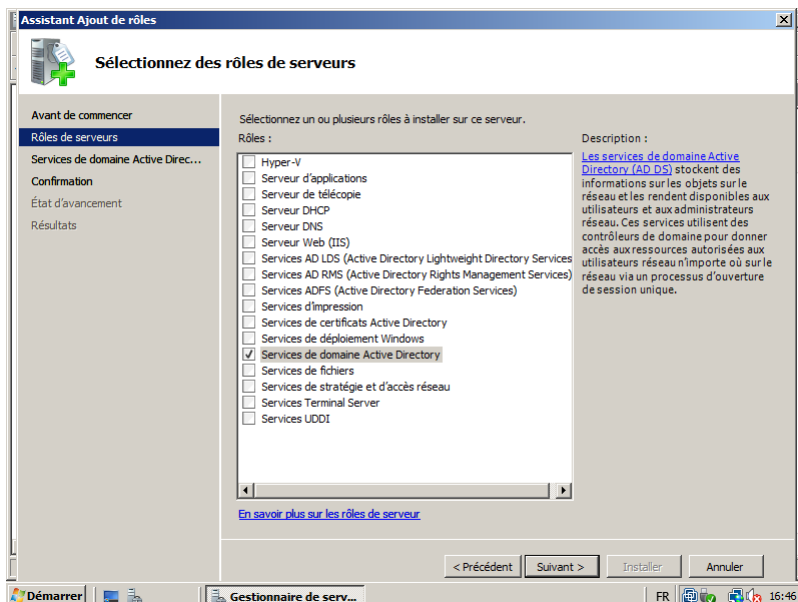 Assistant Ajout de rôles
Sélectionnez des rôles de serveurs
Avant de commencer
Rôles de serveurs
Services de domaine Active Direc...
Confirmation
État d'avancement
Résultats
Sélectionnez un ou plusieurs rôles à installer sur ce serveur.
Rôles :
Hyper-V
Serveur d'applications
Serveur de télécopie
Serveur DHCP
Serveur DNS
Serveur Web (IIS)
Services AD LDS (Active Directory Lightweight Directory Services
Services AD RMS (Active Directory Rights Management Services)
Services ADFS (Active Directory Federation Services)
Services d'impression
Services de certificats Active Directory
Services de déploiement Windows
Services de domaine Active Directory
Services de fichiers
Services de stratégie et d'accès réseau
Services Terminal Server
Services UDDI
En savoir plus sur les rôles de serveur
Description :
Les services de domaine Active
Directory (AD DS) stockent des
informations sur les objets sur le
réseau et les rendent disponibles aux
utilisateurs et aux administrateurs
réseau. Ces services utilisent des
contrôleurs de domaine pour donner
accès aux ressources autorisées aux
utilisateurs réseau n'importe où sur le
réseau via un processus d'ouverture
de session unique.
< Précédent
Suivant >
Installer
Annuler
Démarrer
Gestionnaire de serv...
FR
16:46